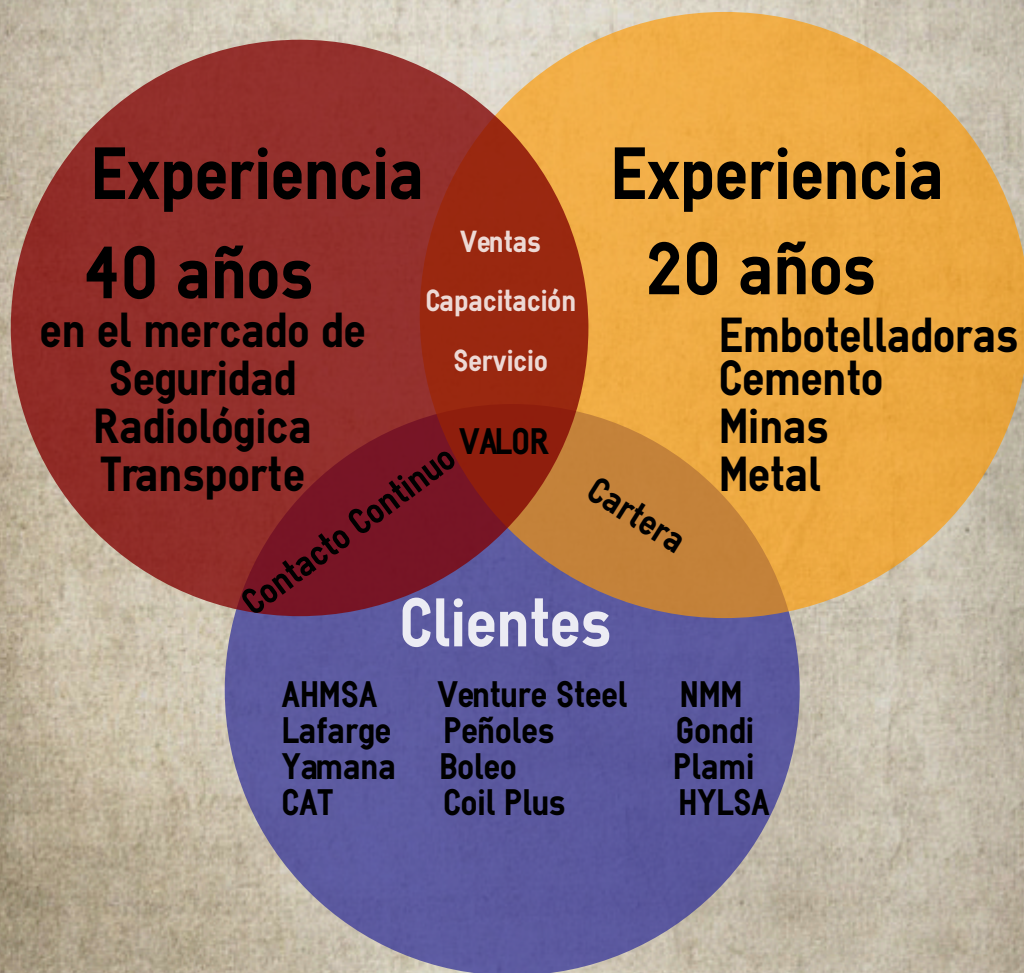 Experiencia
40 años
en el mercado de
Seguridad
Radiológica
Transporte
Ventas
Capacitación
Servicio
VALOR
Experiencia
20 años
Embotelladoras
Cemento
Minas
Metal
Contacto Continuo
Cartera
Clientes
AHMSA Venture Steel NMM
Lafarge Peñoles Gondi
Yamana Boleo Plami
CAT Coil Plus HYLSA